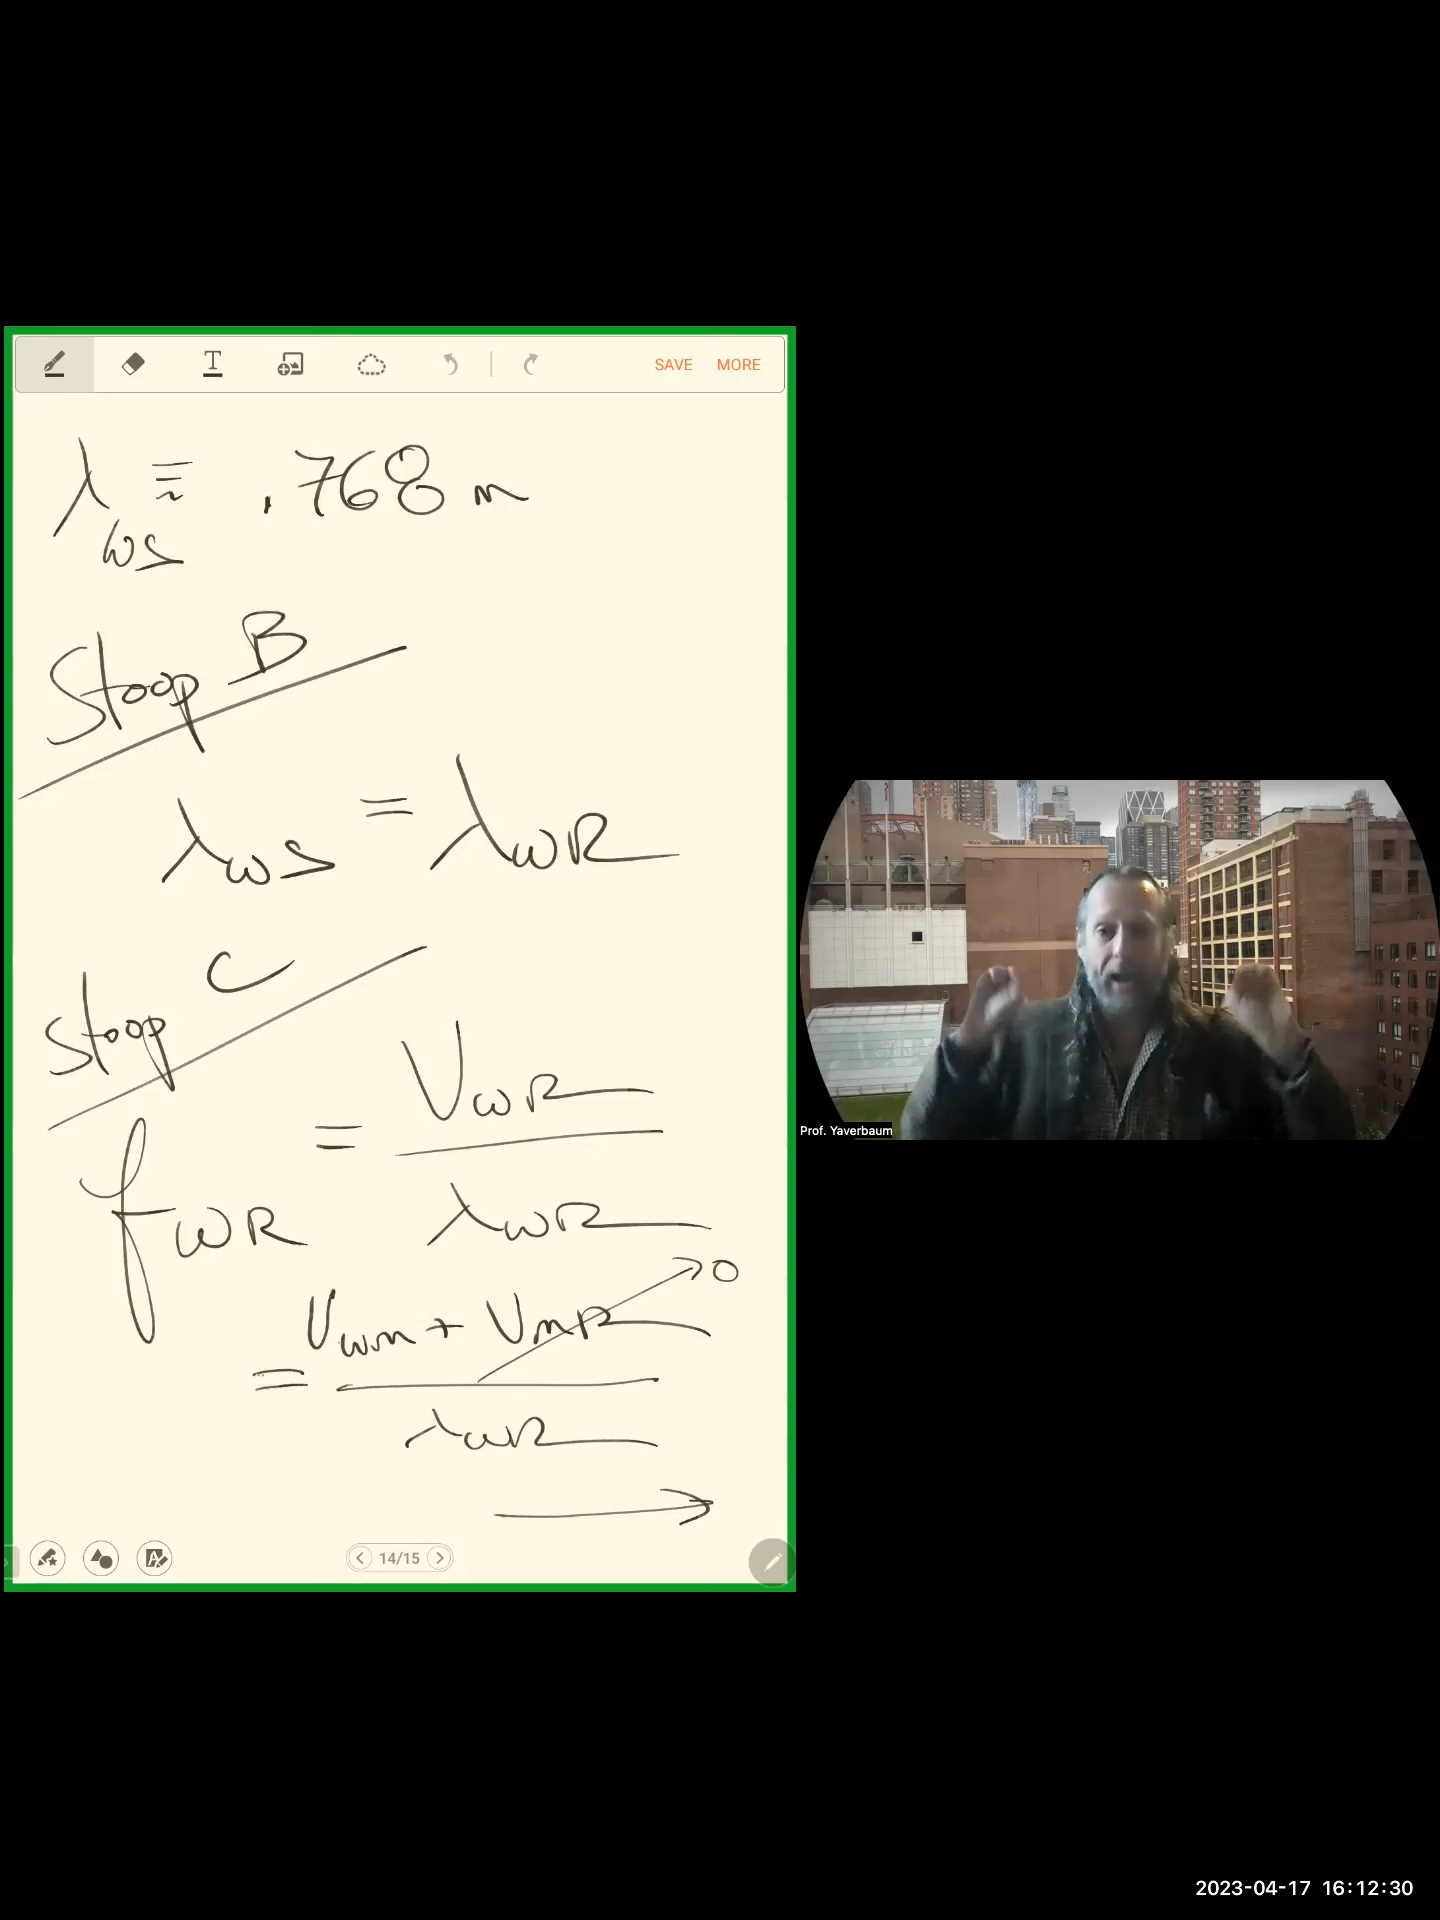 SAVE MORE
λws ≅ .768 m
Stoop B
λws = λWR
Stoop C
fWR = VWR
λWR
= Vwm + VmR → 0
λWR
→
14/15
Prof. Yaverbaum
2023-04-17 16:12:30